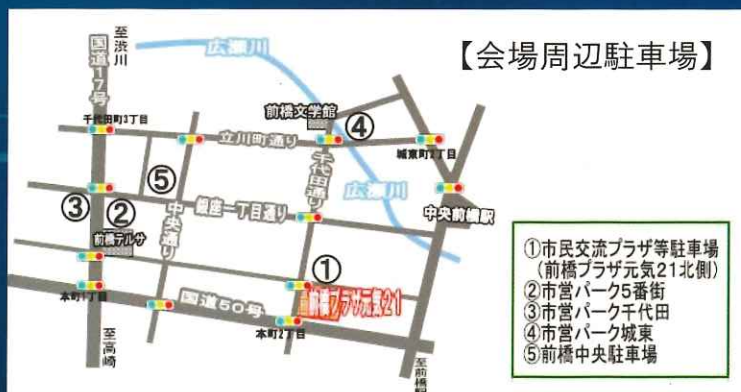 【会場周辺駐車場】
至渋川
国道17号
広瀬川
前橋文学館
④
千代田町3丁目
立川町通り
城東町2丁目
千代田通り
広瀬川
⑤
③
②
中央通り
銀座一丁目通り
中央前橋駅
前橋テルサ
①
前橋プラザ元気21
本町1丁目
国道50号
本町2丁目
至高崎
至前橋駅
①市民交流プラザ等駐車場
(前橋プラザ元気21北側)
②市営パーク5番街
③市営パーク千代田
④市営パーク城東
⑤前橋中央駐車場